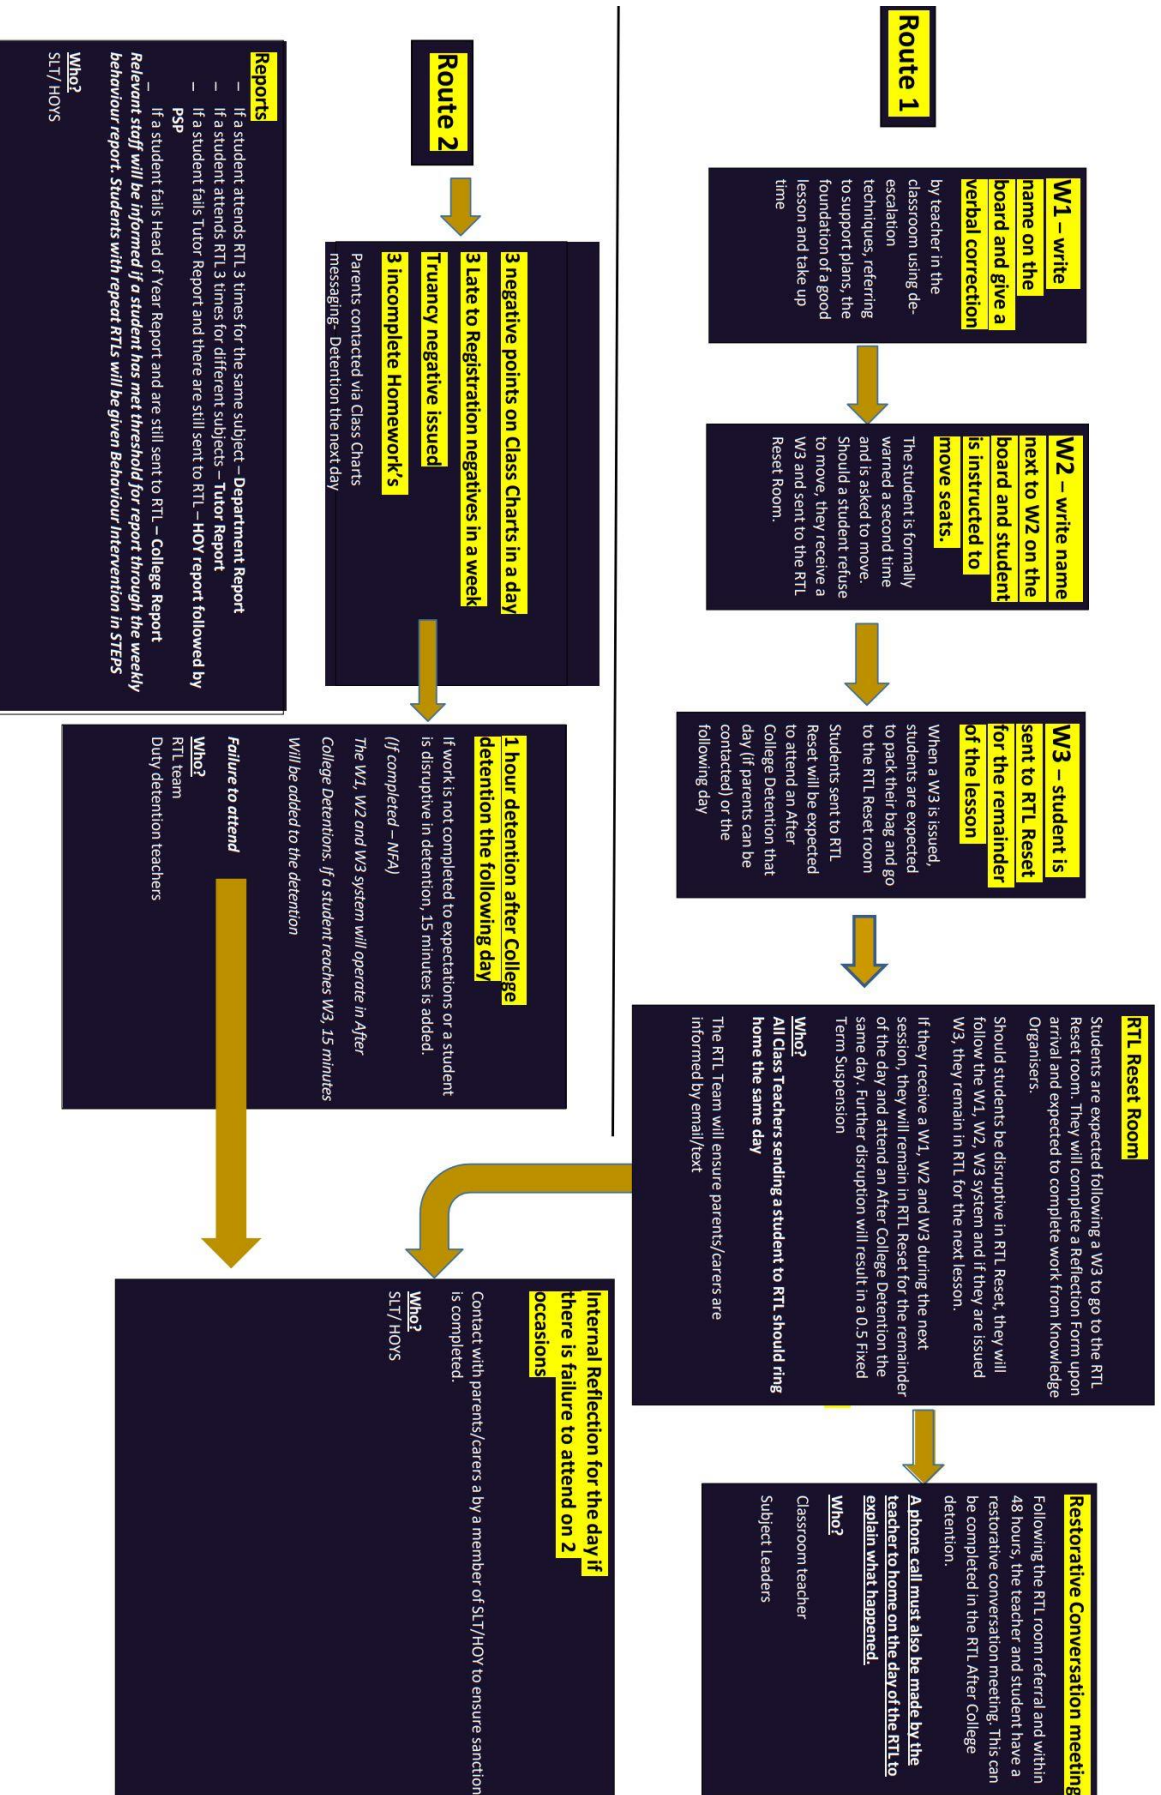 Route 1
W1 – write
name on the
board and give a
verbal correction
by teacher in the
classroom using de-
escalation
techniques, referring
to support plans, the
foundation of a good
lesson and take up
time
W2 – write name
next to W2 on the
board and student
is instructed to
move seats.
The student is formally
warned a second time
and is asked to move.
Should a student refuse
to move, they receive a
W3 and sent to the RTL
Reset Room.
W3 – student is
sent to RTL Reset
for the remainder
of the lesson
When a W3 is issued,
students are expected
to pack their bag and go
to the RTL Reset room
Students sent to RTL
Reset will be expected
to attend an After
College Detention that
day (if parents can be
contacted) or the
following day
RTL Reset Room
Students are expected following a W3 to go to the RTL
Reset room. They will complete a Reflection Form upon
arrival and expected to complete work from Knowledge
Organisers.
Should students be disruptive in RTL Reset, they will
follow the W1, W2, W3 system and if they are issued
W3, they remain in RTL for the next lesson.
If they receive a W1, W2 and W3 during the next
session, they will remain in RTL Reset for the remainder
of the day and attend an After College Detention the
same day. Further disruption will result in a 0.5 Fixed
Term Suspension
Who?
All Class Teachers sending a student to RTL should ring
home the same day
The RTL Team will ensure parents/carers are
informed by email/text
Restorative Conversation meeting
Following the RTL room referral and within
48 hours, the teacher and student have a
restorative conversation meeting. This can
be completed in the RTL After College
detention.
A phone call must also be made by the
teacher to home on the day of the RTL to
explain what happened.
Who?
Classroom teacher
Subject Leaders
Route 2
3 negative points on Class Charts in a day
3 Late to Registration negatives in a week
Truancy negative issued
3 incomplete Homework's
Parents contacted via Class Charts
messaging- Detention the next day
1 hour detention after College
detention the following day
If work is not completed to expectations or a student
is disruptive in detention, 15 minutes is added.
(If completed – NFA)
The W1, W2 and W3 system will operate in After
College Detentions. If a student reaches W3, 15 minutes
Will be added to the detention
Failure to attend
Who?
RTL team
Duty detention teachers
Internal Reflection for the day if
there is failure to attend on 2
occasions
Contact with parents/carers a by a member of SLT/HOY to ensure sanction
is completed.
Who?
SLT/ HOYS
Reports
– If a student attends RTL 3 times for the same subject – Department Report
– If a student attends RTL 3 times for different subjects – Tutor Report
– If a student fails Tutor Report and there are still sent to RTL – HOY report followed by
PSP
– If a student fails Head of Year Report and are still sent to RTL – College Report
Relevant staff will be informed if a student has met threshold for report through the weekly
behaviour report. Students with repeat RTLs will be given Behaviour Intervention in STEPS
Who?
SLT/ HOYS